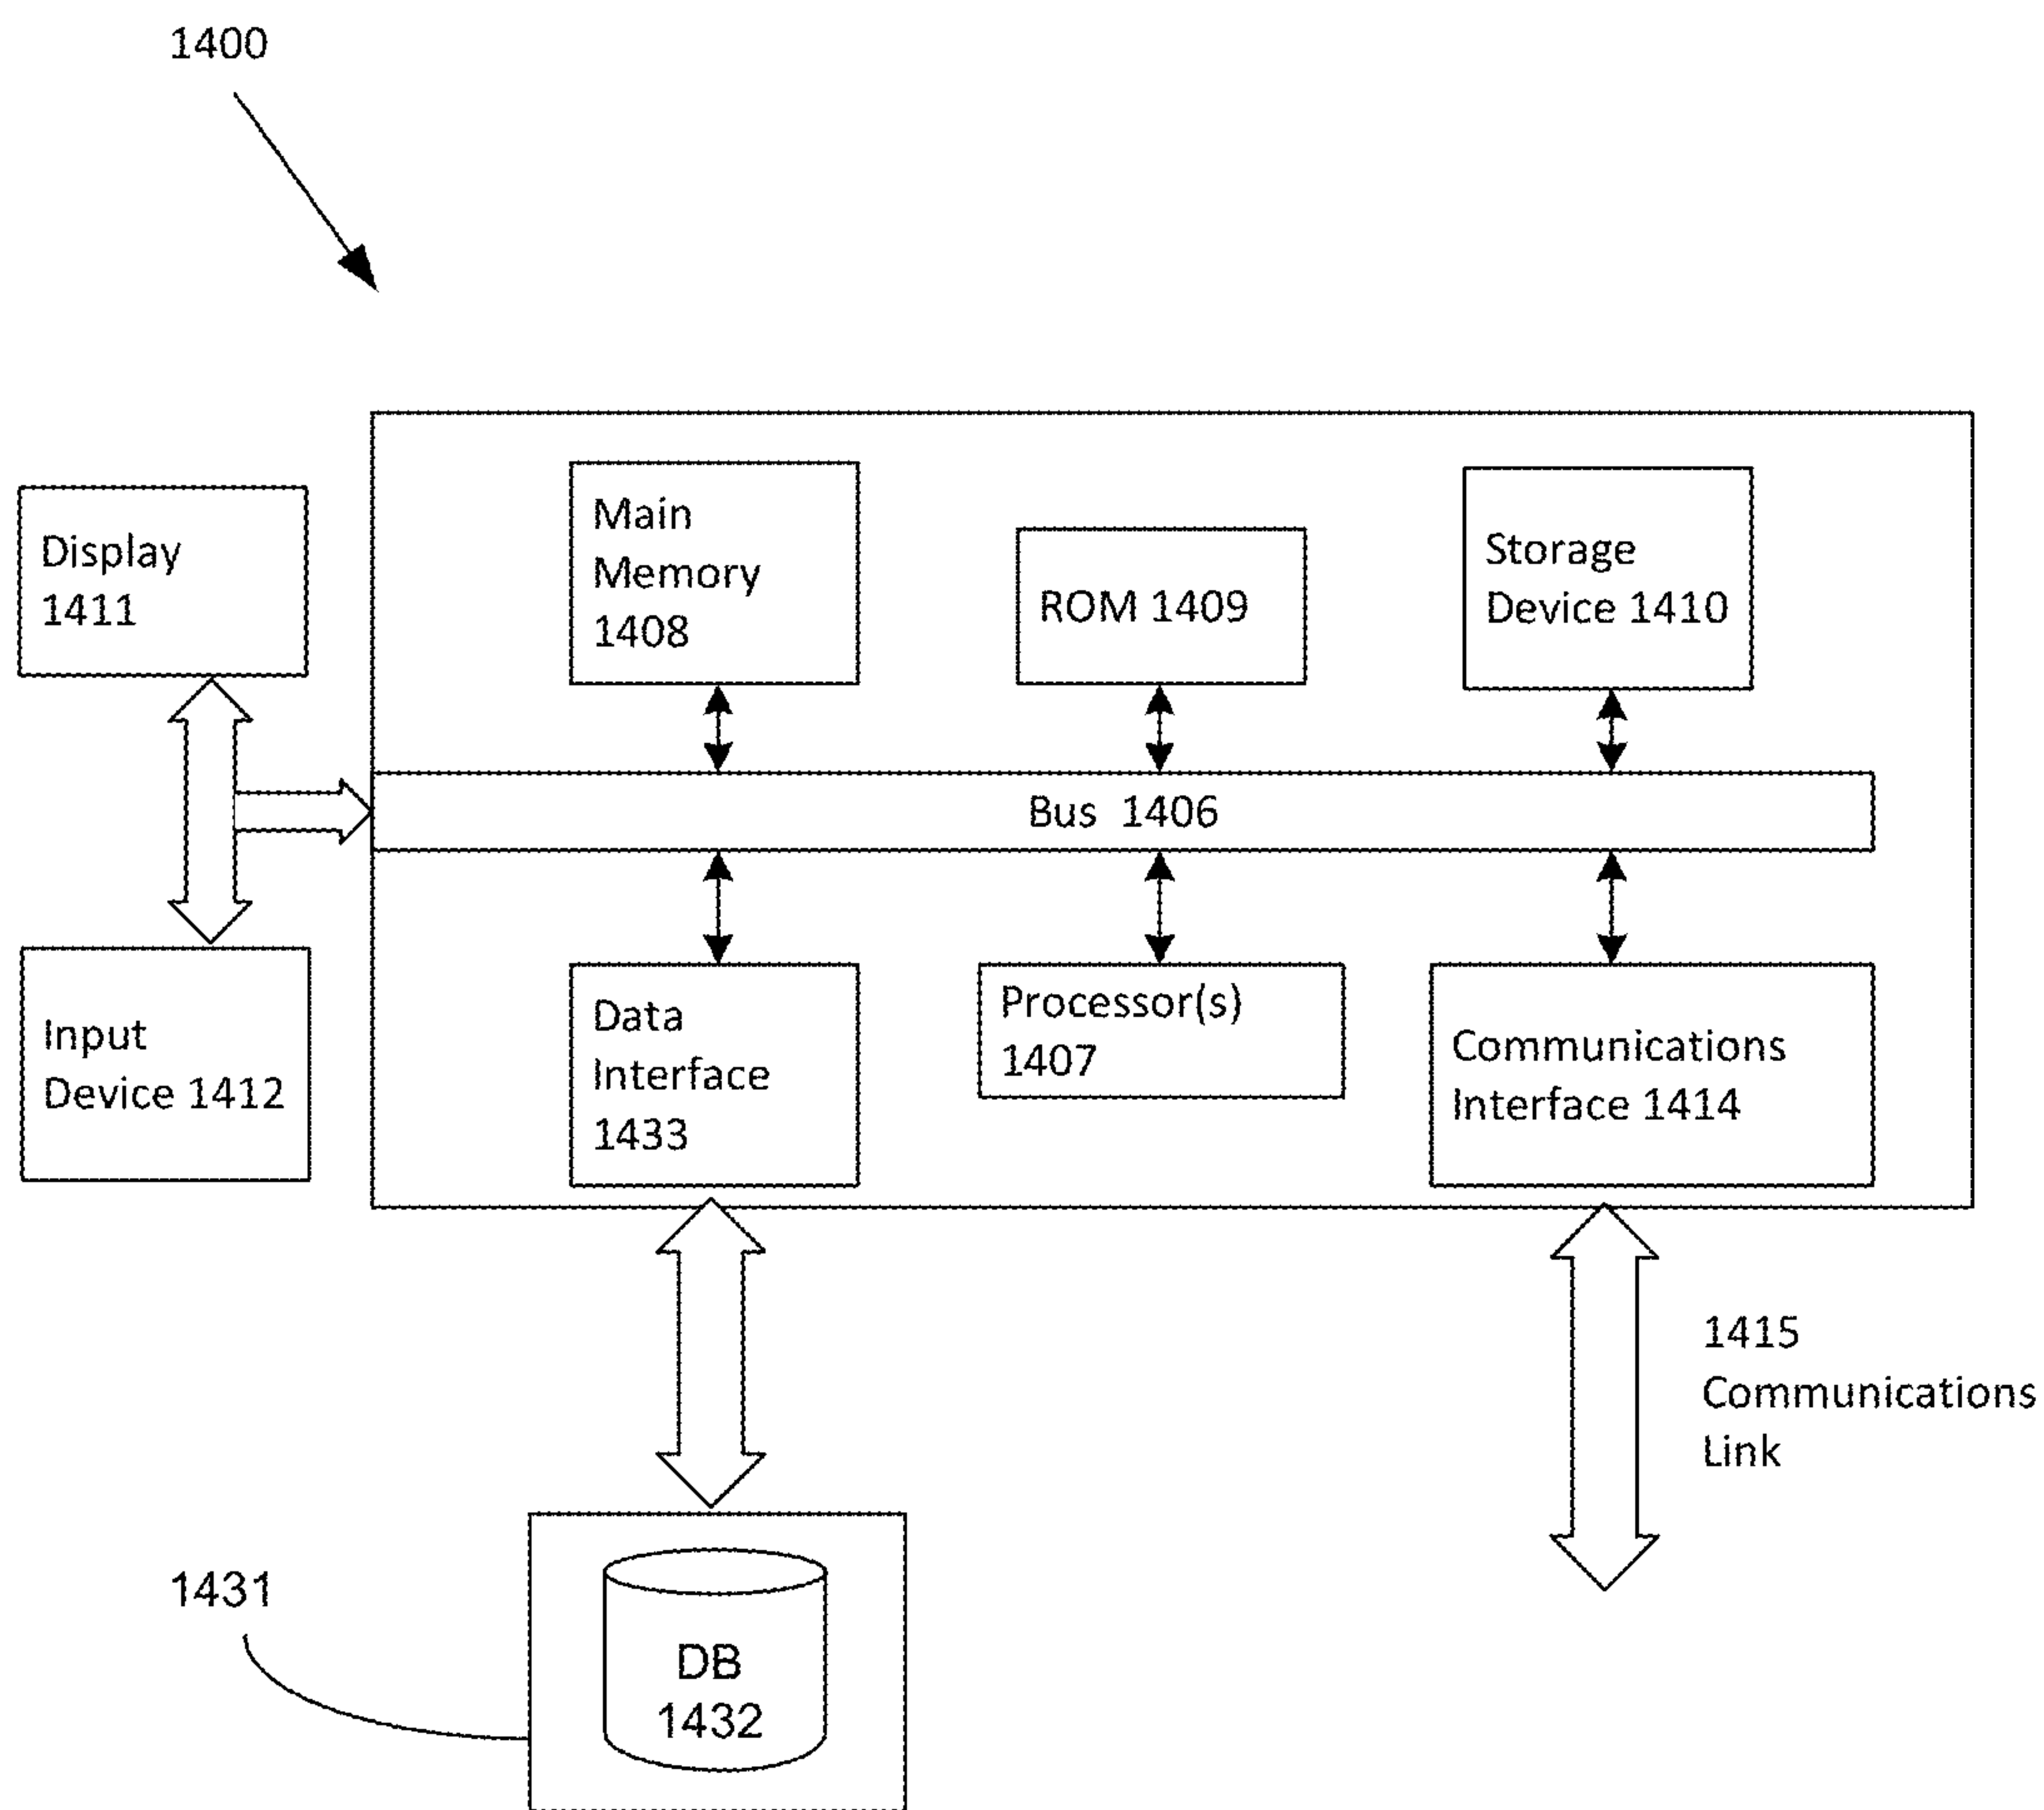 1400
Display
1411
Main
Memory
1408
ROM 1409
Storage
Device 1410
Bus 1406
Input
Device 1412
Data
Interface
1433
Processor(s)
1407
Communications
Interface 1414
1415
Communications
Link
1431
DB
1432